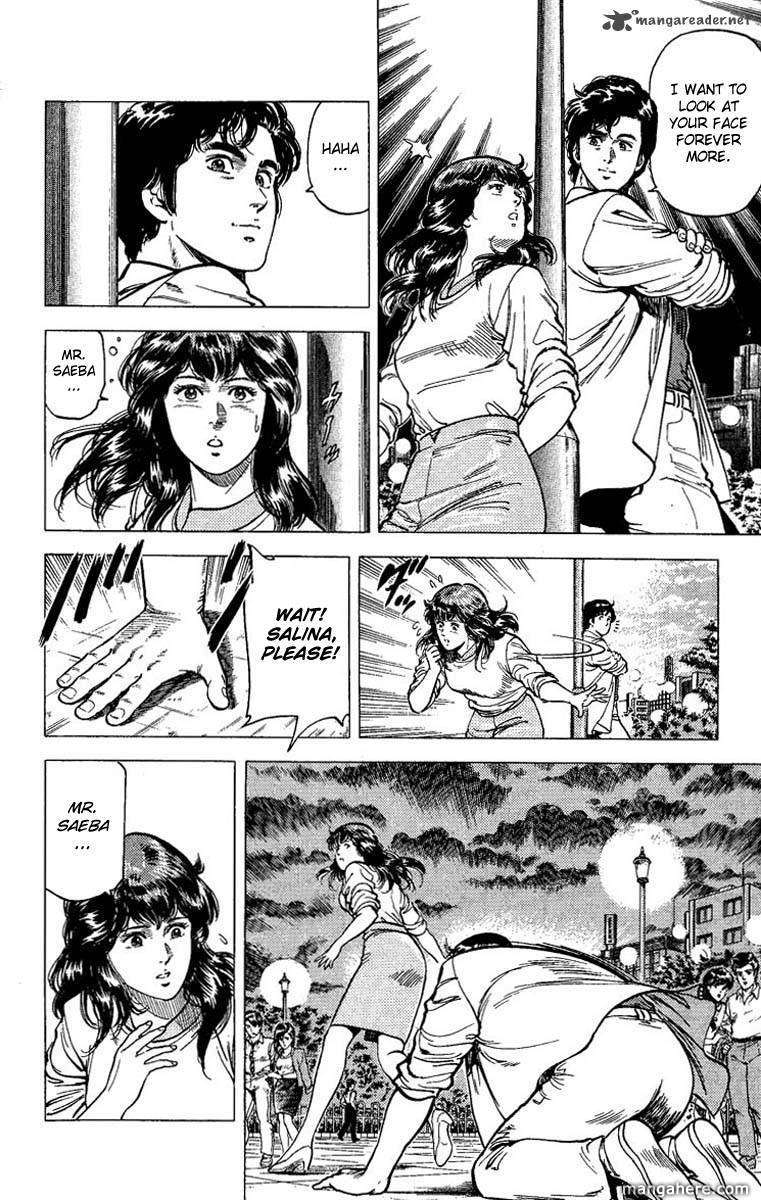 mangareader.net
I WANT TO
LOOK AT
YOUR FACE
FOREVER
MORE.
HAHA
...
MR.
SAEBA
...
WAIT!
SALINA,
PLEASE!
MR.
SAEBA
...
mangahere.com